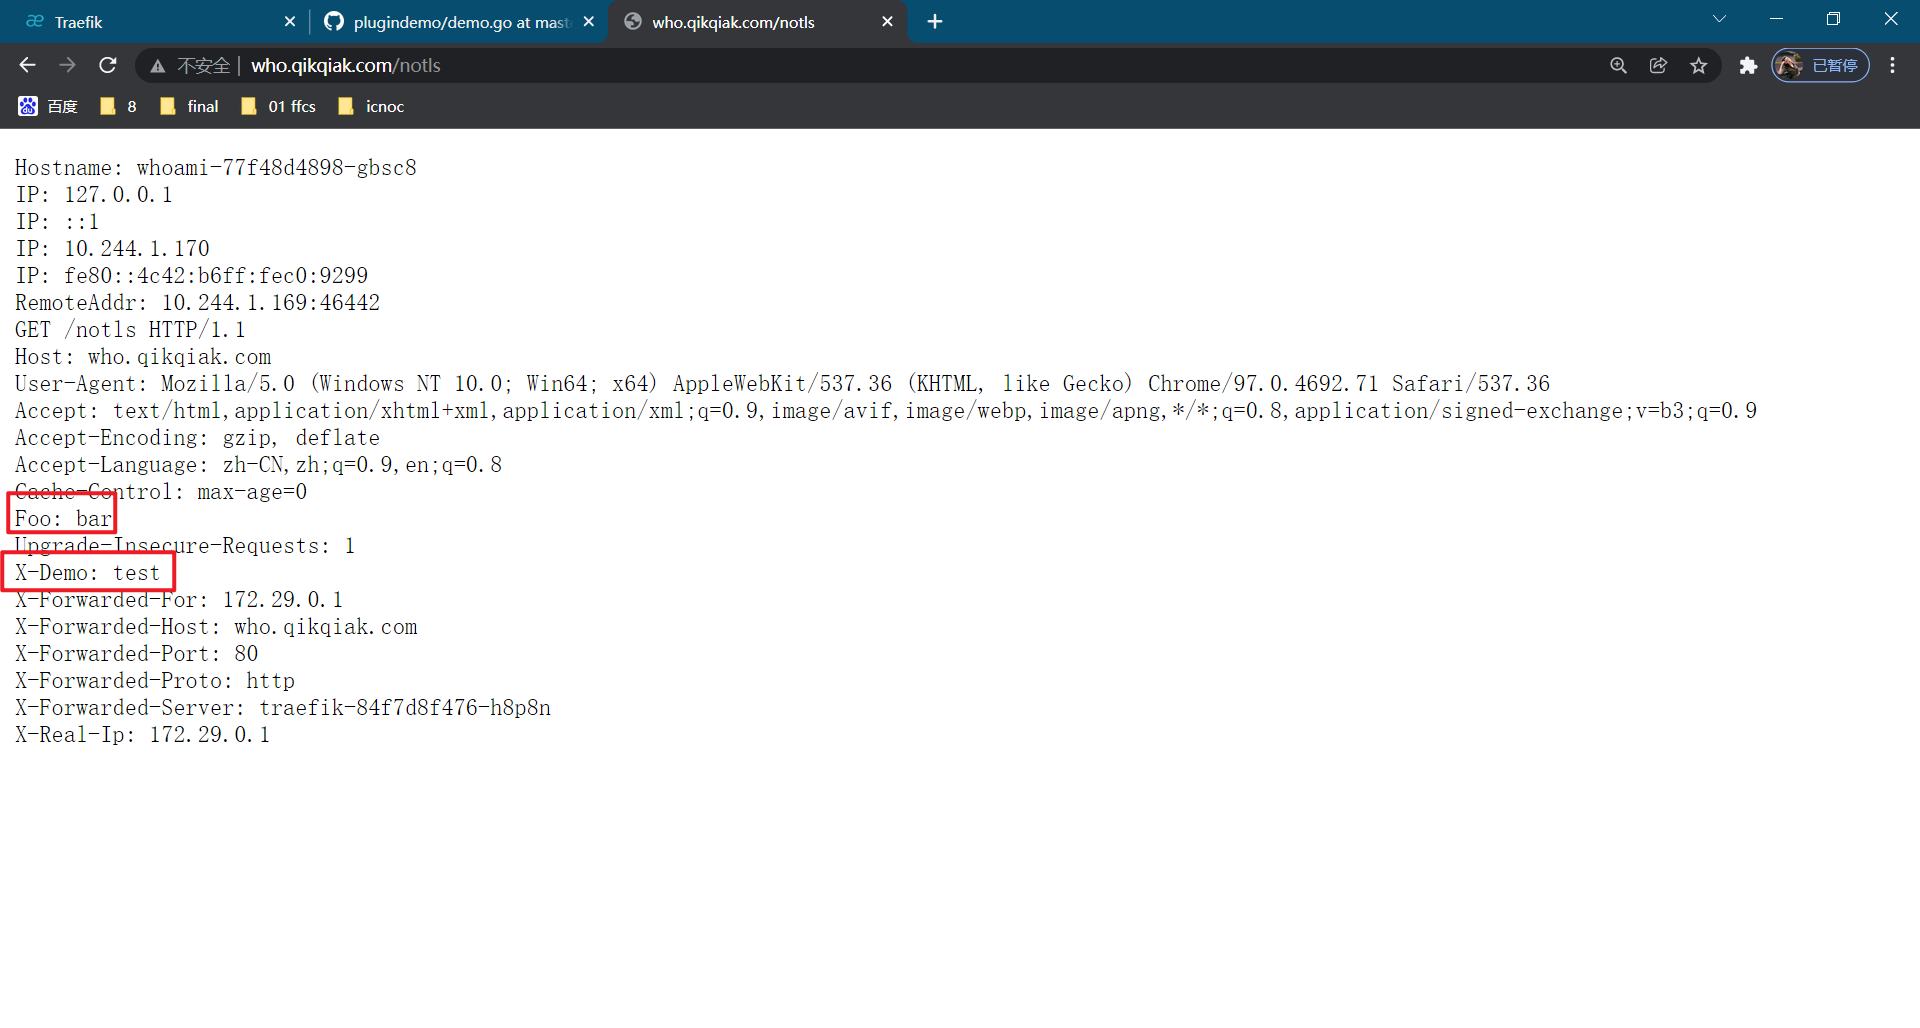 Traefik
plugindemo/demo.go at mast
who.qikqiak.com/notls
不安全 who.qikqiak.com/notls
已暂停
百度 8 final 01 ffcs icnoc
Hostname: whoami-77f48d4898-gbsc8
IP: 127.0.0.1
IP: ::1
IP: 10.244.1.170
IP: fe80::4c42:b6ff:fec0:9299
RemoteAddr: 10.244.1.169:46442
GET /notls HTTP/1.1
Host: who.qikqiak.com
User-Agent: Mozilla/5.0 (Windows NT 10.0; Win64; x64) AppleWebKit/537.36 (KHTML, like Gecko) Chrome/97.0.4692.71 Safari/537.36
Accept: text/html,application/xhtml+xml,application/xml;q=0.9,image/avif,image/webp,image/apng,*/*;q=0.8,application/signed-exchange;v=b3;q=0.9
Accept-Encoding: gzip, deflate
Accept-Language: zh-CN,zh;q=0.9,en;q=0.8
Cache-Control: max-age=0
Foo: bar
Upgrade-Insecure-Requests: 1
X-Demo: test
X-Forwarded-For: 172.29.0.1
X-Forwarded-Host: who.qikqiak.com
X-Forwarded-Port: 80
X-Forwarded-Proto: http
X-Forwarded-Server: traefik-84f7d8f476-h8p8n
X-Real-Ip: 172.29.0.1